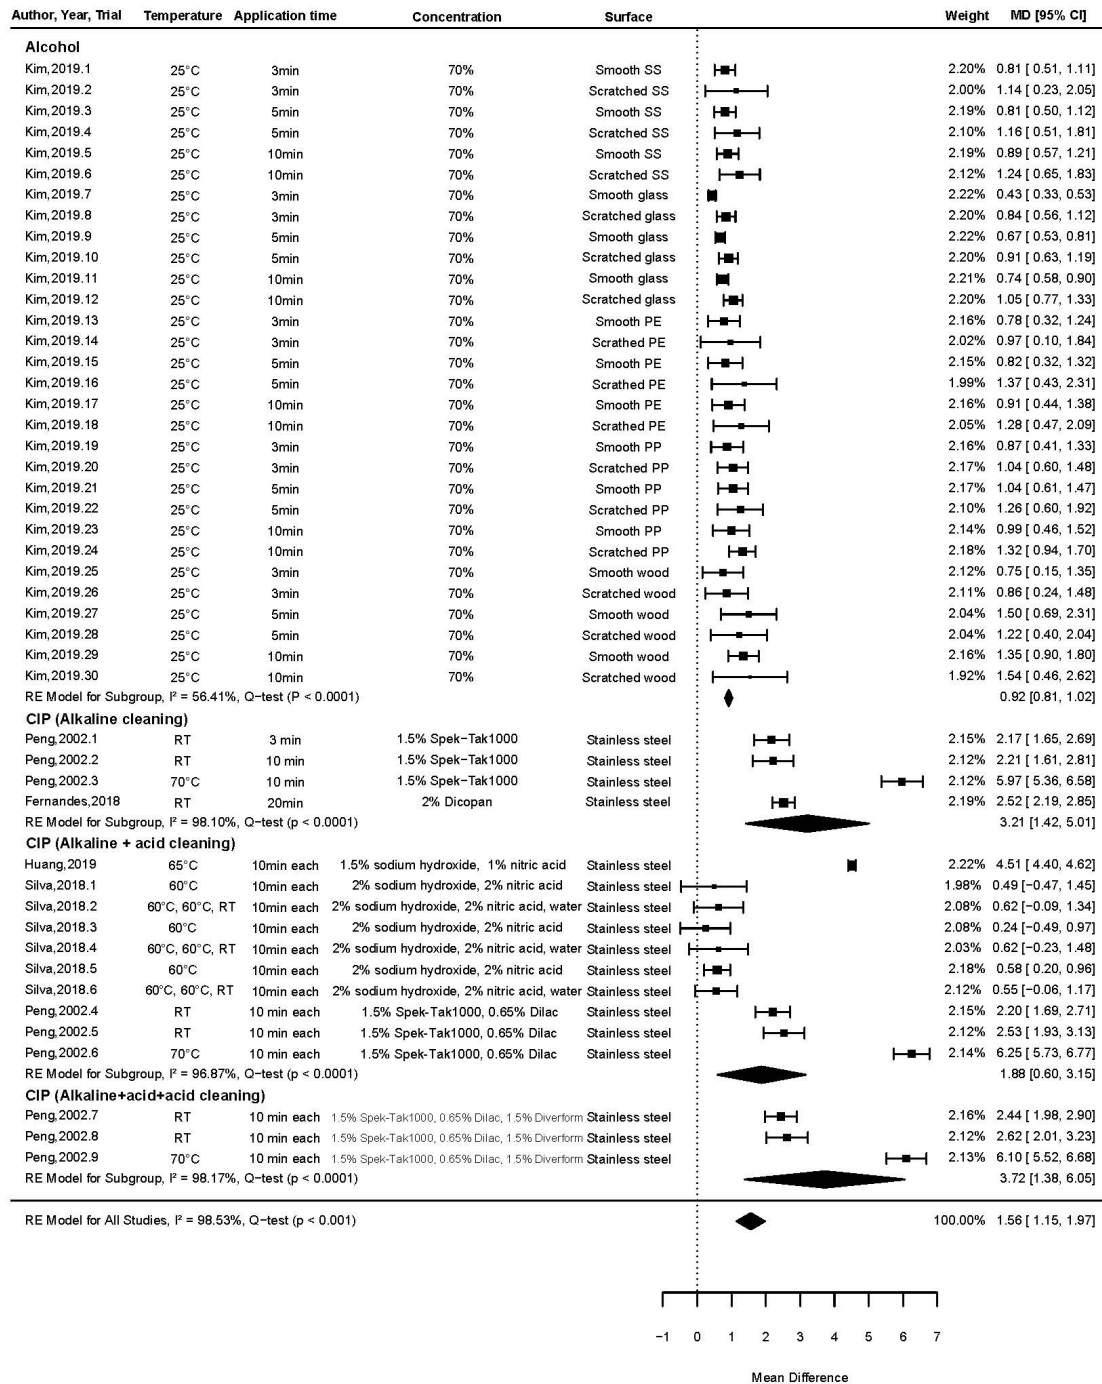 Author, Year, Trial Temperature Application time Concentration Surface Weight MD [95% CI]
Alcohol
Kim,2019.1 25°C 3min 70% Smooth SS 2.20% 0.81 [ 0.51, 1.11]
Kim,2019.2 25°C 3min 70% Scratched SS 2.00% 1.14 [ 0.23, 2.05]
Kim,2019.3 25°C 5min 70% Smooth SS 2.19% 0.81 [ 0.50, 1.12]
Kim,2019.4 25°C 5min 70% Scratched SS 2.10% 1.16 [ 0.51, 1.81]
Kim,2019.5 25°C 10min 70% Smooth SS 2.19% 0.89 [ 0.57, 1.21]
Kim,2019.6 25°C 10min 70% Scratched SS 2.12% 1.24 [ 0.65, 1.83]
Kim,2019.7 25°C 3min 70% Smooth glass 2.22% 0.43 [ 0.33, 0.53]
Kim,2019.8 25°C 3min 70% Scratched glass 2.20% 0.84 [ 0.56, 1.12]
Kim,2019.9 25°C 5min 70% Smooth glass 2.22% 0.67 [ 0.53, 0.81]
Kim,2019.10 25°C 5min 70% Scratched glass 2.20% 0.91 [ 0.63, 1.19]
Kim,2019.11 25°C 10min 70% Smooth glass 2.21% 0.74 [ 0.58, 0.90]
Kim,2019.12 25°C 10min 70% Scratched glass 2.20% 1.05 [ 0.77, 1.33]
Kim,2019.13 25°C 3min 70% Smooth PE 2.16% 0.78 [ 0.32, 1.24]
Kim,2019.14 25°C 3min 70% Scrathed PE 2.02% 0.97 [ 0.10, 1.84]
Kim,2019.15 25°C 5min 70% Smooth PE 2.15% 0.82 [ 0.32, 1.32]
Kim,2019.16 25°C 5min 70% Scrathed PE 1.99% 1.37 [ 0.43, 2.31]
Kim,2019.17 25°C 10min 70% Smooth PE 2.16% 0.91 [ 0.44, 1.38]
Kim,2019.18 25°C 10min 70% Scrathed PE 2.05% 1.28 [ 0.47, 2.09]
Kim,2019.19 25°C 3min 70% Smooth PP 2.16% 0.87 [ 0.41, 1.33]
Kim,2019.20 25°C 3min 70% Scratched PP 2.17% 1.04 [ 0.60, 1.48]
Kim,2019.21 25°C 5min 70% Smooth PP 2.17% 1.04 [ 0.61, 1.47]
Kim,2019.22 25°C 5min 70% Scratched PP 2.10% 1.26 [ 0.60, 1.92]
Kim,2019.23 25°C 10min 70% Smooth PP 2.14% 0.99 [ 0.46, 1.52]
Kim,2019.24 25°C 10min 70% Scratched PP 2.18% 1.32 [ 0.94, 1.70]
Kim,2019.25 25°C 3min 70% Smooth wood 2.12% 0.75 [ 0.15, 1.35]
Kim,2019.26 25°C 3min 70% Scratched wood 2.11% 0.86 [ 0.24, 1.48]
Kim,2019.27 25°C 5min 70% Smooth wood 2.04% 1.50 [ 0.69, 2.31]
Kim,2019.28 25°C 5min 70% Scratched wood 2.04% 1.22 [ 0.40, 2.04]
Kim,2019.29 25°C 10min 70% Smooth wood 2.16% 1.35 [ 0.90, 1.80]
Kim,2019.30 25°C 10min 70% Scratched wood 1.92% 1.54 [ 0.46, 2.62]
RE Model for Subgroup, I² = 56.41%, Q−test (P < 0.0001) 0.92 [0.81, 1.02]
CIP (Alkaline cleaning)
Peng,2002.1 RT 3 min 1.5% Spek−Tak1000 Stainless steel 2.15% 2.17 [ 1.65, 2.69]
Peng,2002.2 RT 10 min 1.5% Spek−Tak1000 Stainless steel 2.12% 2.21 [ 1.61, 2.81]
Peng,2002.3 70°C 10 min 1.5% Spek−Tak1000 Stainless steel 2.12% 5.97 [ 5.36, 6.58]
Fernandes,2018 RT 20min 2% Dicopan Stainless steel 2.19% 2.52 [ 2.19, 2.85]
RE Model for Subgroup, I² = 98.10%, Q−test (p < 0.0001) 3.21 [1.42, 5.01]
CIP (Alkaline + acid cleaning)
Huang,2019 65°C 10min each 1.5% sodium hydroxide, 1% nitric acid Stainless steel 2.22% 4.51 [ 4.40, 4.62]
Silva,2018.1 60°C 10min each 2% sodium hydroxide, 2% nitric acid Stainless steel 1.98% 0.49 [−0.47, 1.45]
Silva,2018.2 60°C, 60°C, RT 10min each 2% sodium hydroxide, 2% nitric acid, water Stainless steel 2.08% 0.62 [−0.09, 1.34]
Silva,2018.3 60°C 10min each 2% sodium hydroxide, 2% nitric acid Stainless steel 2.08% 0.24 [−0.49, 0.97]
Silva,2018.4 60°C, 60°C, RT 10min each 2% sodium hydroxide, 2% nitric acid, water Stainless steel 2.03% 0.62 [−0.23, 1.48]
Silva,2018.5 60°C 10min each 2% sodium hydroxide, 2% nitric acid Stainless steel 2.18% 0.58 [ 0.20, 0.96]
Silva,2018.6 60°C, 60°C, RT 10min each 2% sodium hydroxide, 2% nitric acid, water Stainless steel 2.12% 0.55 [−0.06, 1.17]
Peng,2002.4 RT 10 min each 1.5% Spek−Tak1000, 0.65% Dilac Stainless steel 2.15% 2.20 [ 1.69, 2.71]
Peng,2002.5 RT 10 min each 1.5% Spek−Tak1000, 0.65% Dilac Stainless steel 2.12% 2.53 [ 1.93, 3.13]
Peng,2002.6 70°C 10 min each 1.5% Spek−Tak1000, 0.65% Dilac Stainless steel 2.14% 6.25 [ 5.73, 6.77]
RE Model for Subgroup, I² = 96.87%, Q−test (p < 0.0001) 1.88 [0.60, 3.15]
CIP (Alkaline+acid+acid cleaning)
Peng,2002.7 RT 10 min each 1.5% Spek−Tak1000, 0.65% Dilac, 1.5% Diverform Stainless steel 2.16% 2.44 [ 1.98, 2.90]
Peng,2002.8 RT 10 min each 1.5% Spek−Tak1000, 0.65% Dilac, 1.5% Diverform Stainless steel 2.12% 2.62 [ 2.01, 3.23]
Peng,2002.9 70°C 10 min each 1.5% Spek−Tak1000, 0.65% Dilac, 1.5% Diverform Stainless steel 2.13% 6.10 [ 5.52, 6.68]
RE Model for Subgroup, I² = 98.17%, Q−test (p < 0.0001) 3.72 [1.38, 6.05]
RE Model for All Studies, I² = 98.53%, Q−test (p < 0.001) 100.00% 1.56 [ 1.15, 1.97]
−1 0 1 2 3 4 5 6 7
Mean Difference